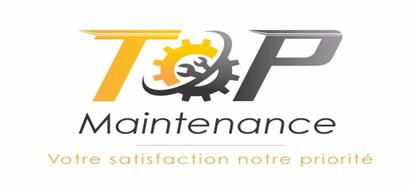 TOP
Maintenance
Votre satisfaction notre priorité